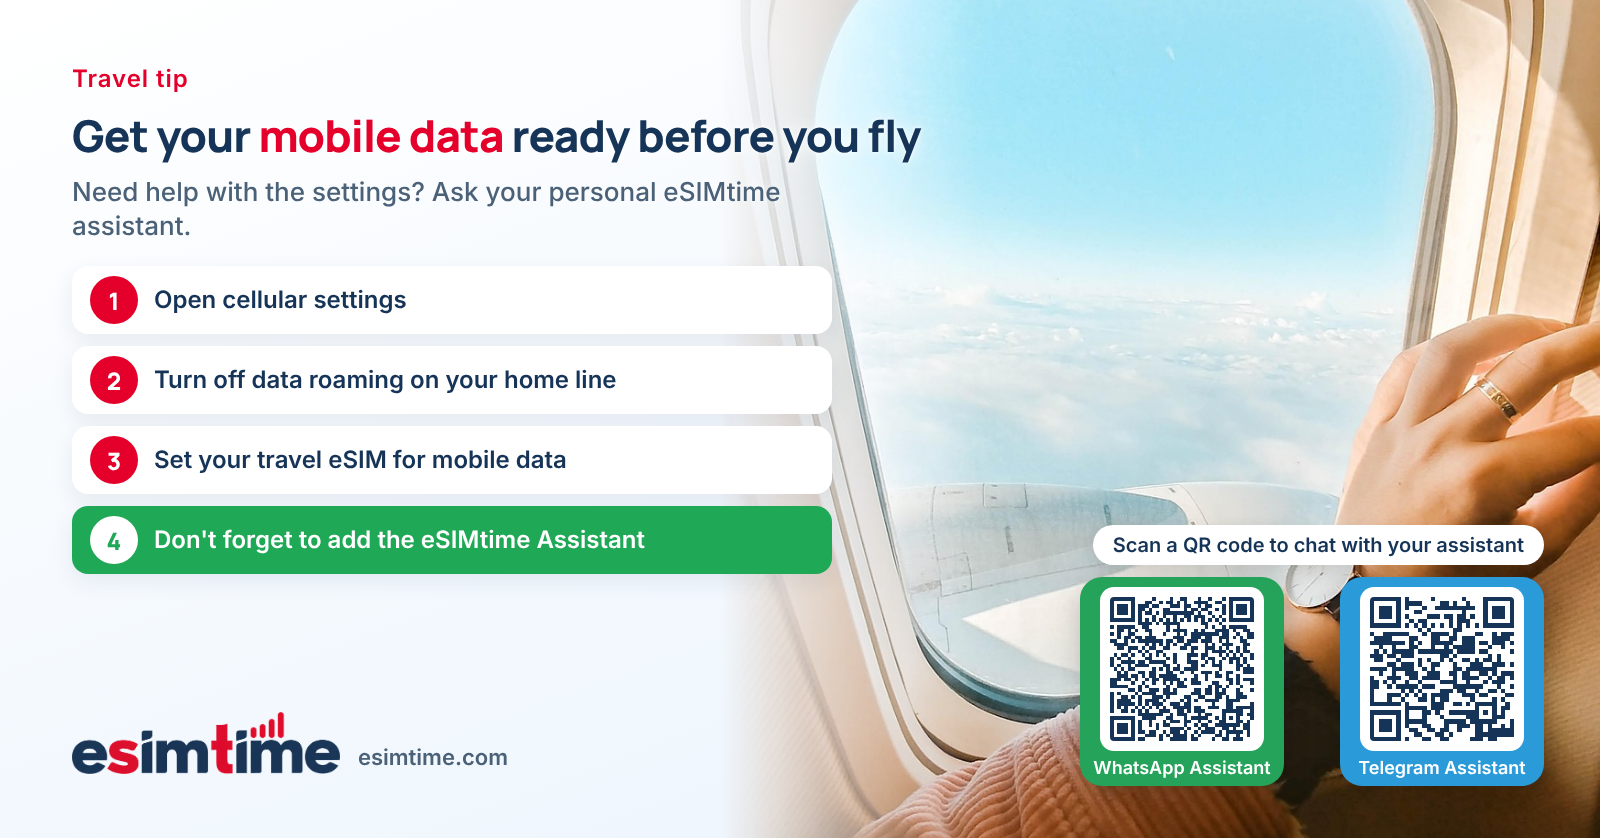 Travel tip
Get your mobile data ready before you fly
Need help with the settings? Ask your personal eSIMtime
assistant.
1 Open cellular settings
2 Turn off data roaming on your home line
3 Set your travel eSIM for mobile data
4 Don't forget to add the eSIMtime Assistant
Scan a QR code to chat with your assistant
WhatsApp Assistant
Telegram Assistant
esimtime
esimtime.com